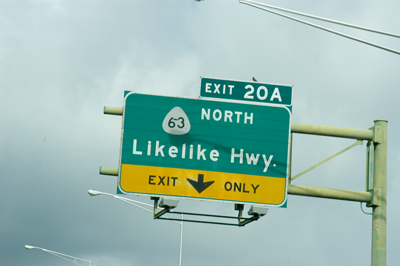 EXIT 20A
63 NORTH
Likelike Hwy.
EXIT ONLY